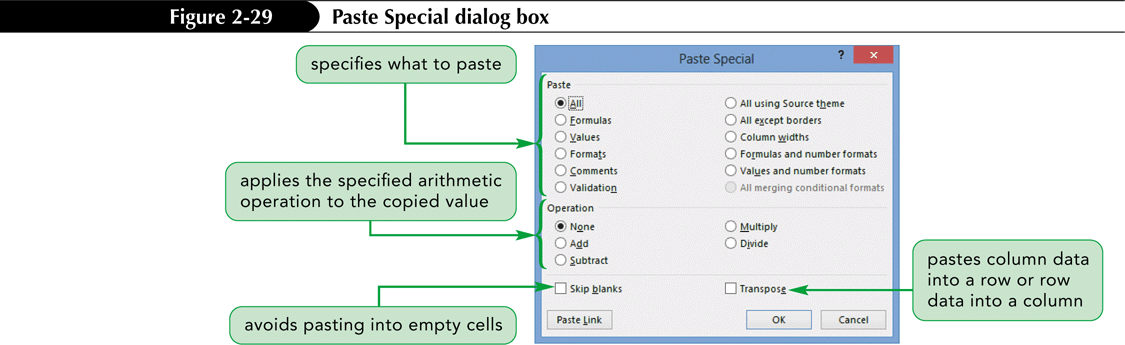 Figure 2-29 Paste Special dialog box
specifies what to paste
applies the specified arithmetic
operation to the copied value
avoids pasting into empty cells
Paste Special ?
Paste
All
Formulas
Values
Formats
Comments
Validation
All using Source theme
All except borders
Column widths
Formulas and number formats
Values and number formats
All merging conditional formats
Operation
None
Add
Subtract
Multiply
Divide
Skip blanks
Transpose
Paste Link
OK
Cancel
pastes column data
into a row or row
data into a column